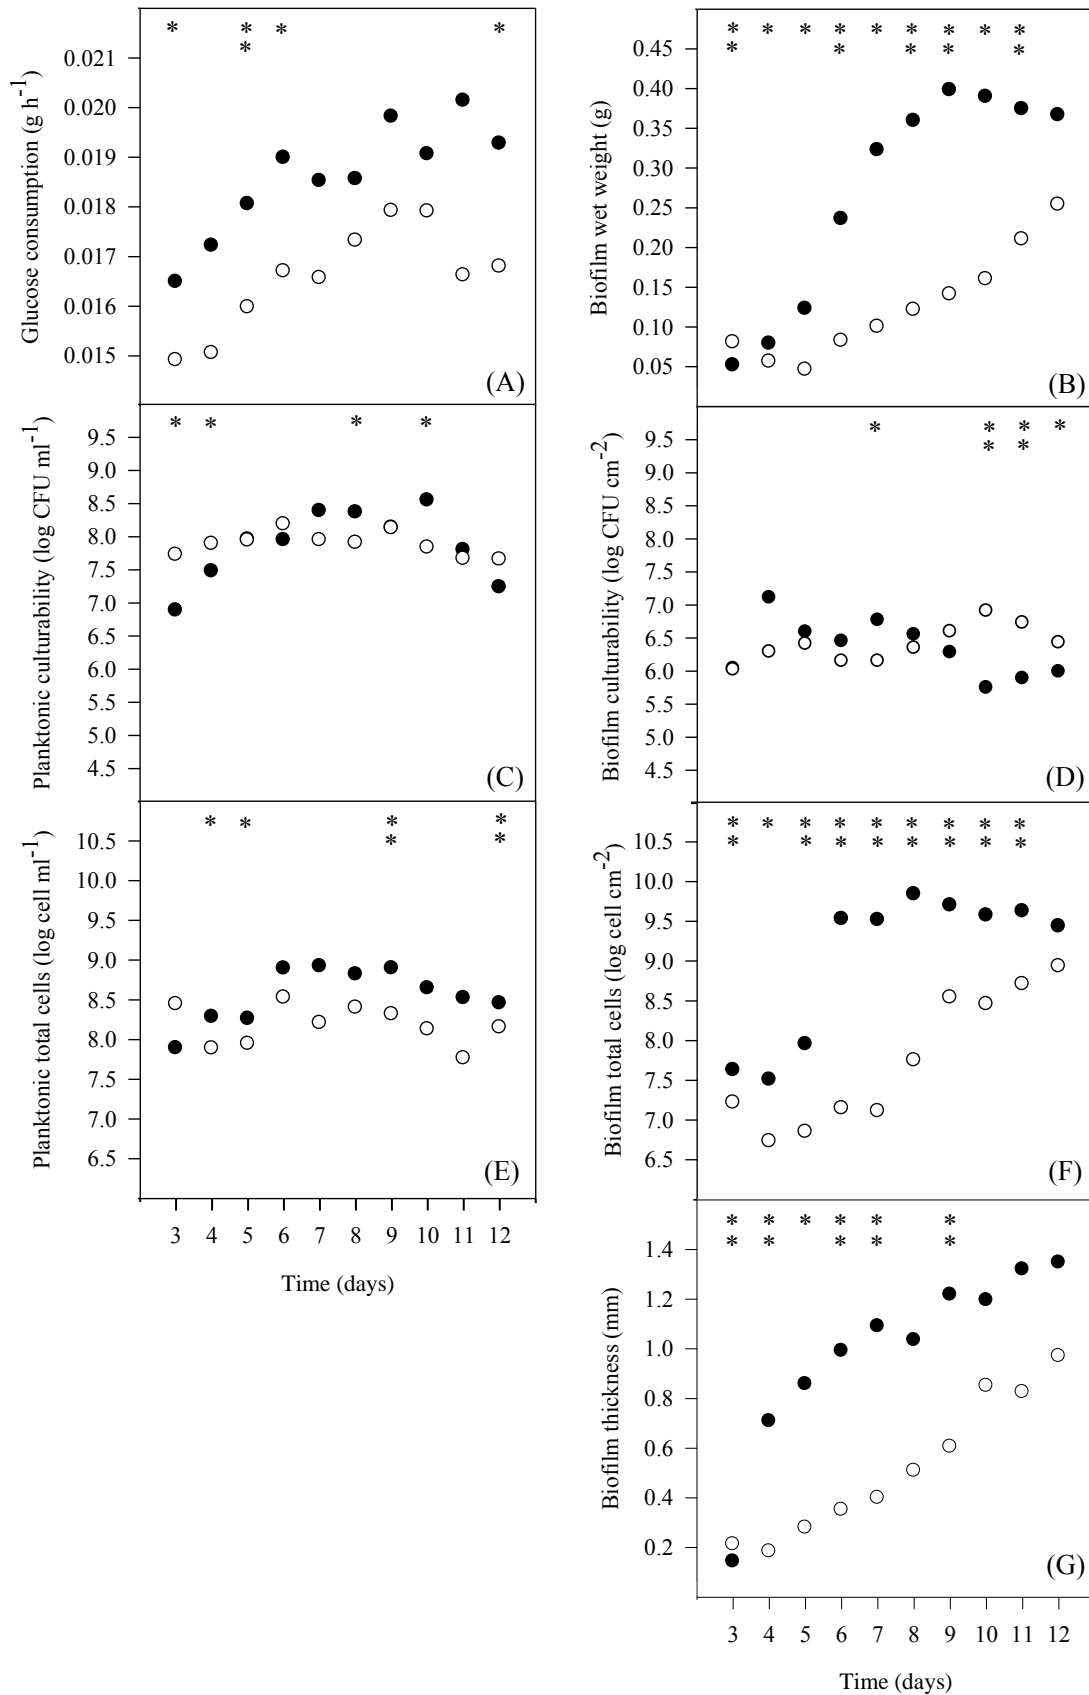 Glucose consumption (g h⁻¹)
* * * * *
*
0.021
0.020
0.019
0.018
0.017
0.016
0.015
(A)
Biofilm wet weight (g)
* * * * * * * * *
* * * * *
0.45
0.40
0.35
0.30
0.25
0.20
0.15
0.10
0.05
(B)
Planktonic culturability (log CFU ml⁻¹)
* * * *
9.5
9.0
8.5
8.0
7.5
7.0
6.5
6.0
5.5
5.0
4.5
(C)
Biofilm culturability (log CFU cm⁻²)
* * * *
* *
9.5
9.0
8.5
8.0
7.5
7.0
6.5
6.0
5.5
5.0
4.5
(D)
Planktonic total cells (log cell ml⁻¹)
* * * *
* *
10.5
10.0
9.5
9.0
8.5
8.0
7.5
7.0
6.5
(E)
3 4 5 6 7 8 9 10 11 12
Time (days)
Biofilm total cells (log cell cm⁻²)
* * * * * * * * *
* * * * * * * *
10.5
10.0
9.5
9.0
8.5
8.0
7.5
7.0
6.5
(F)
Biofilm thickness (mm)
* * * * * *
* * * * *
1.4
1.2
1.0
0.8
0.6
0.4
0.2
(G)
3 4 5 6 7 8 9 10 11 12
Time (days)